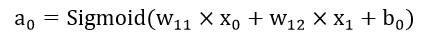 a₀ = Sigmoid(w₁₁ × x₀ + w₁₂ × x₁ + b₀)